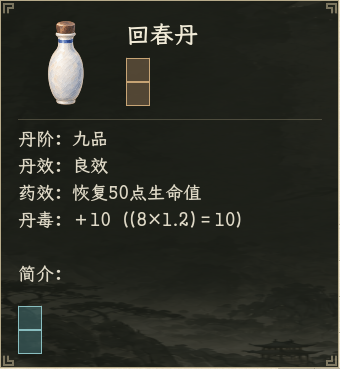 回春丹
丹阶：九品
丹效：良效
药效：恢复50点生命值
丹毒：+10 ((8×1.2)=10)
简介：